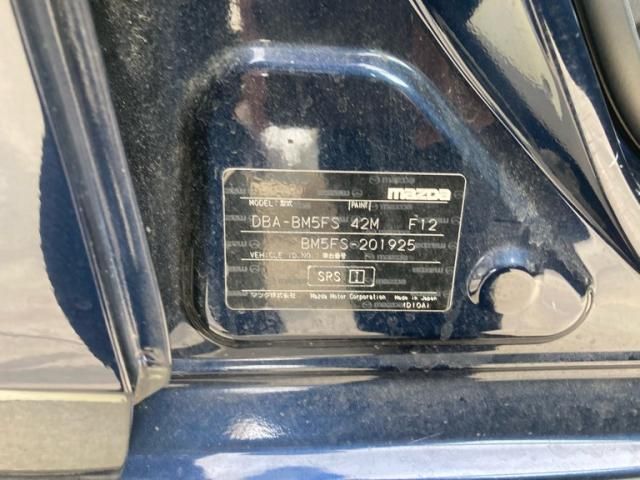 mazda
MODEL: 型式 PAINT
DBA-BM5FS 42M F12
BM5FS-201925
VEHICLE ID.NO. 車台番号
SRS
マツダ株式会社 Mazda Motor Corporation Made in Japan